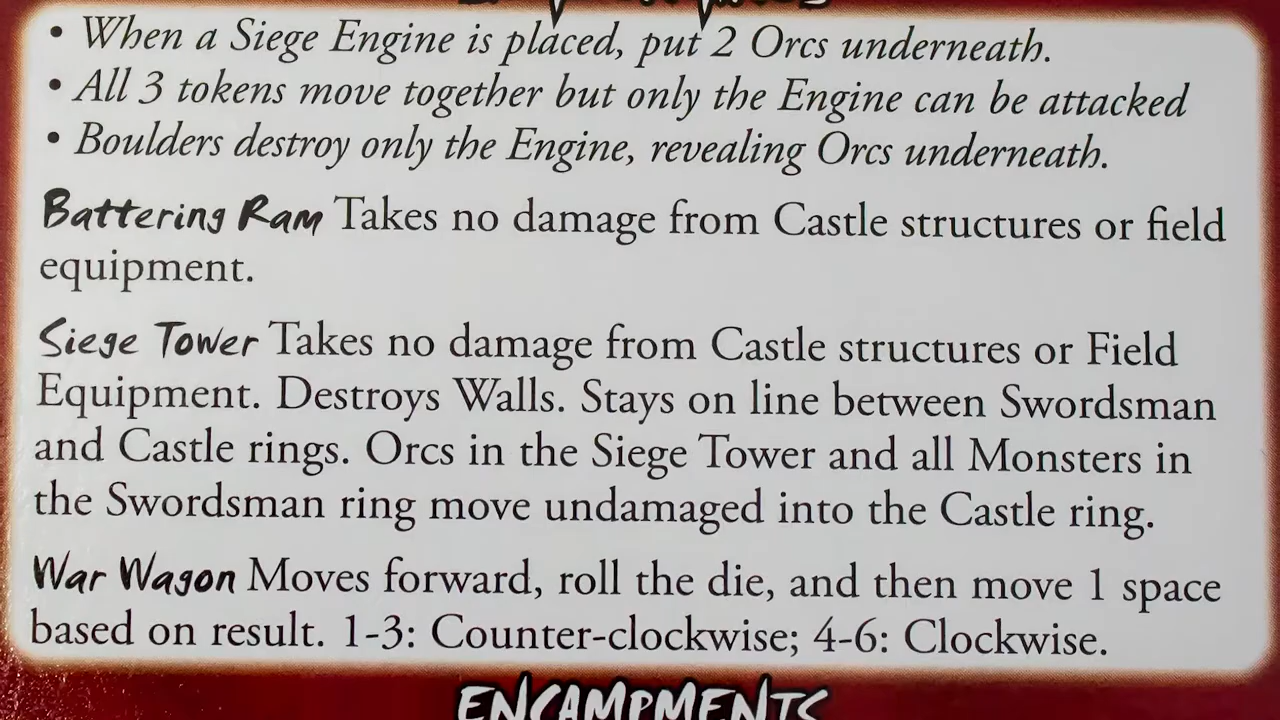 • When a Siege Engine is placed, put 2 Orcs underneath.
• All 3 tokens move together but only the Engine can be attacked
• Boulders destroy only the Engine, revealing Orcs underneath.
Battering Ram Takes no damage from Castle structures or field
equipment.
Siege Tower Takes no damage from Castle structures or Field
Equipment. Destroys Walls. Stays on line between Swordsman
and Castle rings. Orcs in the Siege Tower and all Monsters in
the Swordsman ring move undamaged into the Castle ring.
War Wagon Moves forward, roll the die, and then move 1 space
based on result. 1-3: Counter-clockwise; 4-6: Clockwise.
ENCAMPMENTS